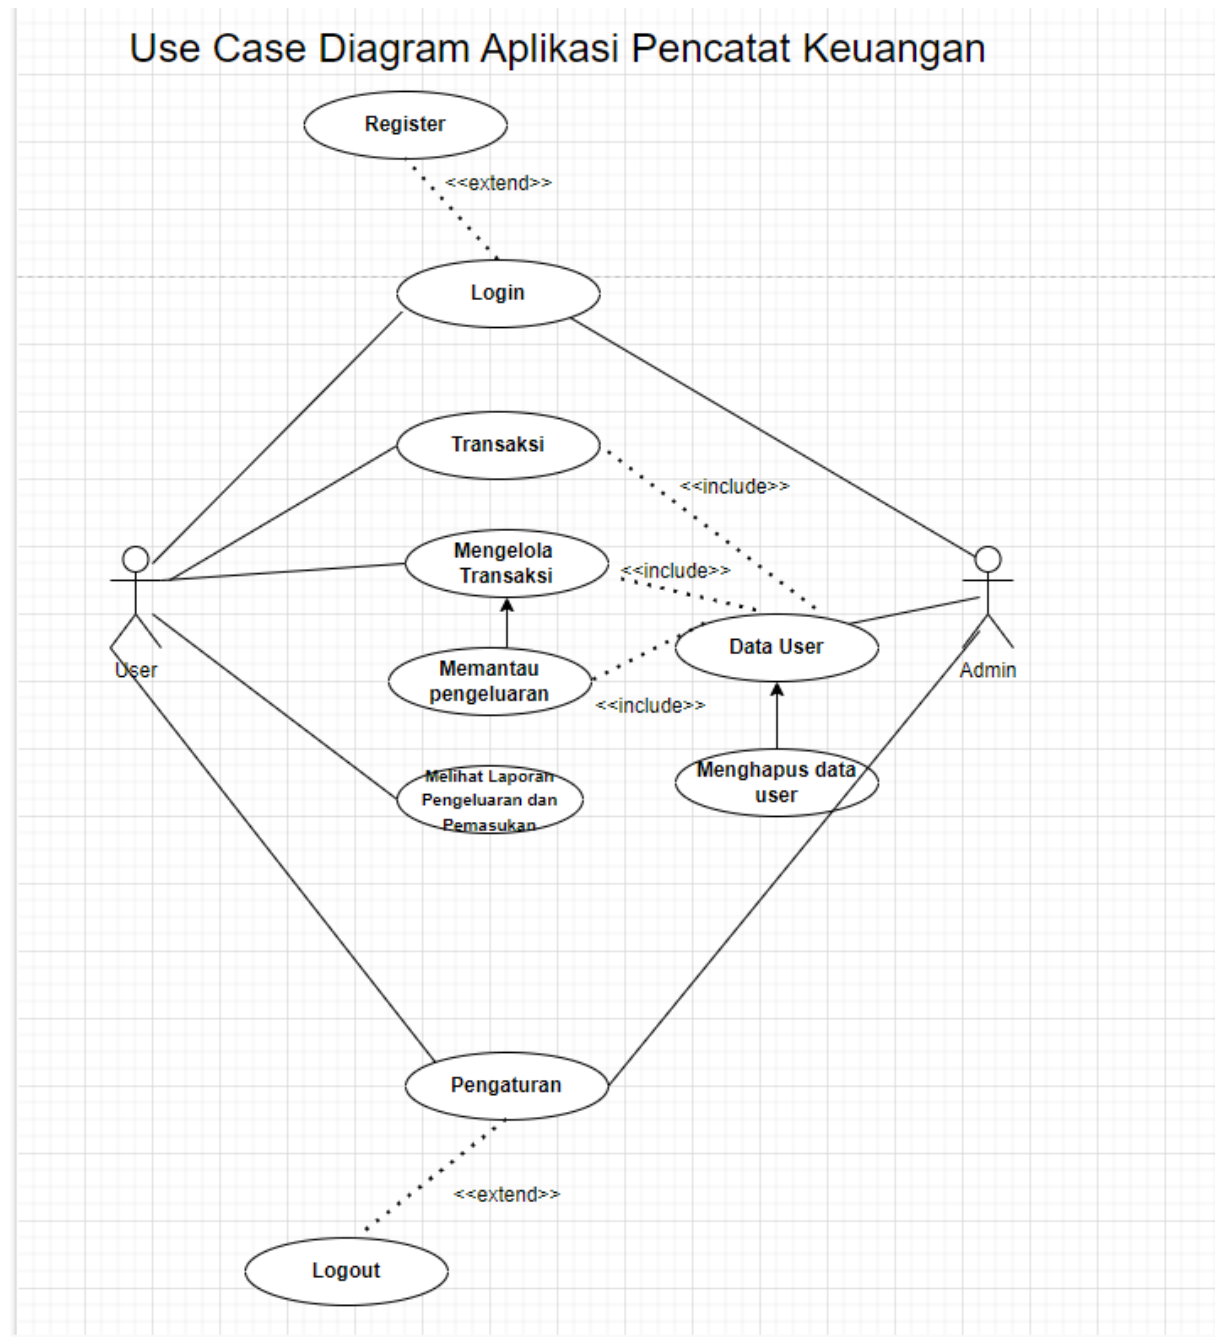 Use Case Diagram Aplikasi Pencatat Keuangan
Register
<<extend>>
Login
Transaksi
<<include>>
Mengelola
Transaksi
<<include>>
Data User
User
Memantau
pengeluaran
Admin
<<include>>
Melihat Laporan
Pengeluaran dan
Pemasukan
Menghapus data
user
Pengaturan
<<extend>>
Logout